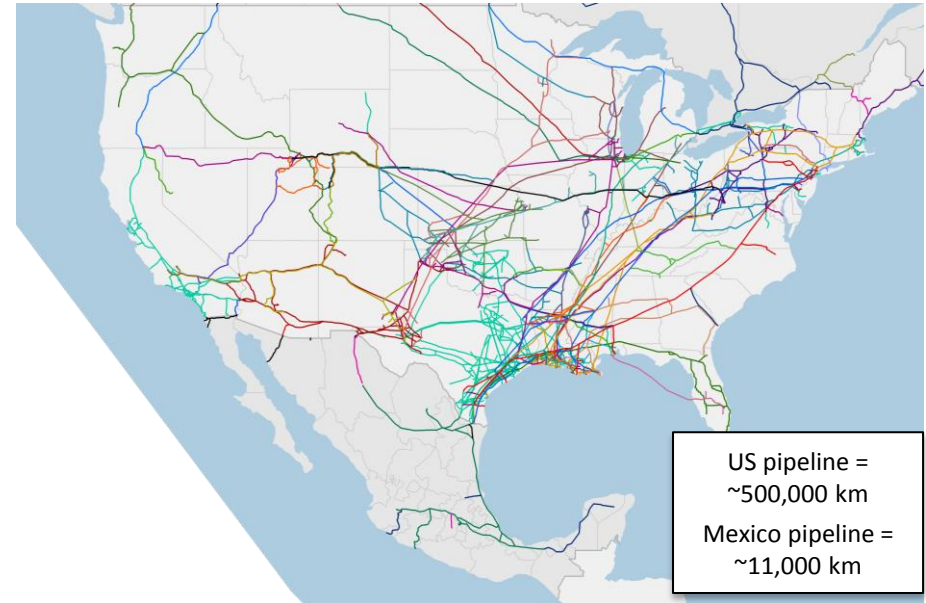 US pipeline =
~500,000 km
Mexico pipeline =
~11,000 km